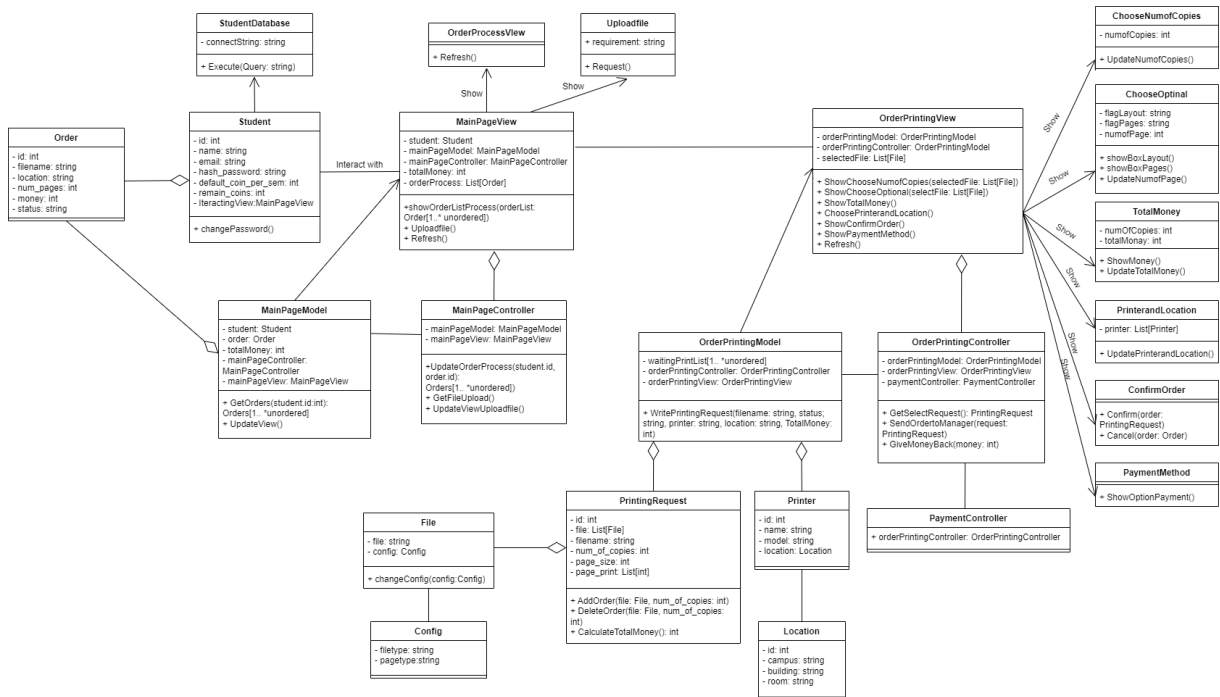 StudentDatabase
- connectString: string
+ Execute(Query: string)
OrderProcessVIew
+ Refresh()
Uploadfile
+ requirement: string
+ Request()
ChooseNumofCopies
- numofCopies: int
+ UpdateNumofCopies()
Show
Show
Order
- id: int
- filename: string
- location: string
- num_pages: int
- money: int
- status: string
Student
- id: int
- name: string
- email: string
- hash_password: string
- default_coin_per_sem: int
- remain_coins: int
- IteractingView:MainPageView
+ changePassword()
Interact with
MainPageView
- student: Student
- mainPageModel: MainPageModel
- mainPageController: MainPageController
- totalMoney: int
- orderProcess: List[Order]
+showOrderListProcess(orderList:
Order[1..* unordered])
+ Uploadfile()
+ Refresh()
OrderPrintingView
- orderPrintingModel: OrderPrintingModel
- orderPrintingController: OrderPrintingModel
- selectedFile: List[File]
+ ShowChooseNumofCopies(selectedFile: List[File])
+ ShowChooseOptional(selectFile: List[File])
+ ShowTotalMoney()
+ ChoosePrinterandLocation()
+ ShowConfirmOrder()
+ ShowPaymentMethod()
+ Refresh()
Show
Show
Show
Show
Show
Show
ChooseOptinal
- flagLayout: string
- flagPages: string
- numofPage: int
+ showBoxLayout()
+ showBoxPages()
+ UpdateNumofPage()
TotalMoney
- numOfCopies: int
- totalMonay: int
+ ShowMoney()
+ UpdateTotalMoney()
PrinterandLocation
- printer: List[Printer]
+ UpdatePrinterandLocation()
ConfirmOrder
+ Confirm(order:
PrintingRequest)
+ Cancel(order: Order)
PaymentMethod
+ ShowOptionPayment()
MainPageModel
- student: Student
- order: Order
- totalMoney: int
- mainPageController:
MainPageController
- mainPageView: MainPageView
+ GetOrders(student.id:int):
Orders[1.. *unordered]
+ UpdateView()
MainPageController
- mainPageModel: MainPageModel
- mainPageView: MainPageView
+UpdateOrderProcess(student.id,
order.id):
Orders[1.. *unordered])
+ GetFileUpload()
+ UpdateViewUploadfile()
OrderPrintingModel
- waitingPrintList[1.. *unordered]
- orderPrintingController: OrderPrintingController
- orderPrintingView: OrderPrintingView
+ WritePrintingRequest(filename: string, status;
string, printer: string, location: string, TotalMoney:
int)
OrderPrintingController
- orderPrintingModel: OrderPrintingModel
- orderPrintingView: OrderPrintingView
- paymentController: PaymentController
+ GetSelectRequest(): PrintingRequest
+ SendOrdertoManager(request:
PrintingRequest)
+ GiveMoneyBack(money: int)
PaymentController
+ orderPrintingController: OrderPrintingController
File
- file: string
- config: Config
+ changeConfig(config:Config)
PrintingRequest
- id: int
- file: List[File]
- filename: string
- num_of_copies: int
- page_size: int
- page_print: List[int]
+ AddOrder(file: File, num_of_copies: int)
+ DeleteOrder(file: File, num_of_copies:
int)
+ CalculateTotalMoney(): int
Printer
- id: int
- name: string
- model: string
- location: Location
Config
- filetype: string
- pagetype:string
Location
- id: int
- campus: string
- building: string
- room: string